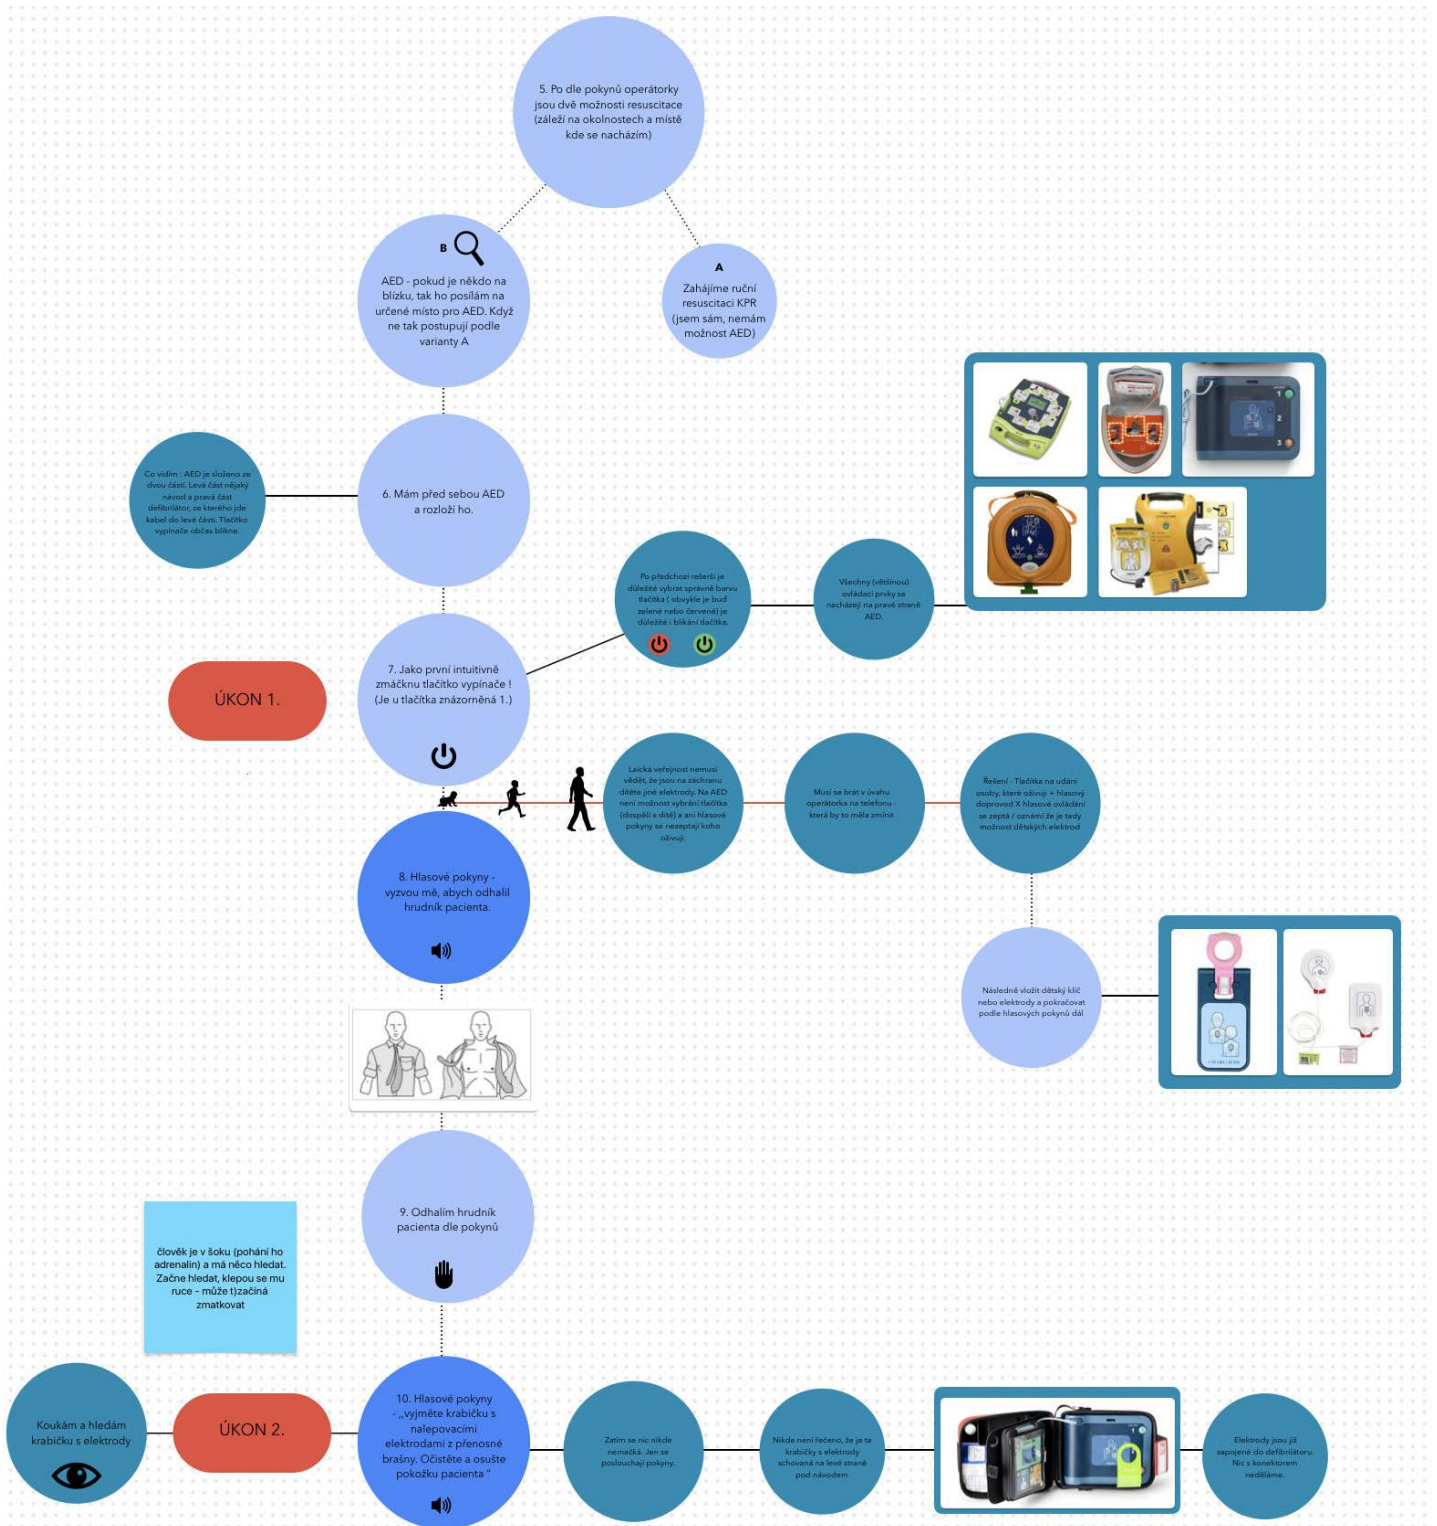 5. Po dle pokynů operátorky
jsou dvě možnosti resuscitace
(záleží na okolnostech a místě
kde se nacházím)
B
AED - pokud je někdo na
blízku, tak ho posílám na
určené místo pro AED. Když
ne tak postupují podle
varianty A
A
Zahájíme ruční
resuscitaci KPR
(jsem sám, nemám
možnost AED)
Co vidím : AED je složeno ze
dvou částí. Levá část nějaký
návod a pravá část
defibrilátor, ze kterého jde
kabel do levé části. Tlačítko
vypínače občas blikne.
6. Mám před sebou AED
a rozloží ho.
Po předchozí rešerši je
důležité vybrat správně barvu
tlačítka ( obvykle je buď
zelené nebo červené) je
důležité i blikání tlačítka.
Všechny (většinou)
ovládací prvky se
nacházejí na pravé straně
AED.
1
2
3
ÚKON 1.
7. Jako první intuitivně
zmáčknu tlačítko vypínače !
(Je u tlačítka znázorněná 1.)
Laická veřejnost nemusí
vědět, že jsou na záchranu
dítěte jiné elektrody. Na AED
není možnost vybrání tlačítka
(dospělí x dítě) a ani hlasové
pokyny se nezeptají koho
oživuji.
Musí se brát v úvahu
operátorka na telefonu -
která by to měla zmínit
Řešení - Tlačítka na udání
osoby, které oživuji + hlasový
doprovod X hlasové ovládání
se zeptá / oznámí že je tady
možnost dětských elektrod.
8. Hlasové pokyny -
vyzvou mě, abych odhalil
hrudník pacienta.
Následně vložit dětský klíč
nebo elektrody a pokračovat
podle hlasových pokynů dál
9. Odhalím hrudník
pacienta dle pokynů
člověk je v šoku (pohání ho
adrenalin) a má něco hledat.
Začne hledat, klepou se mu
ruce - může t)začíná
zmatkovat
Koukám a hledám
krabičku s elektrody
ÚKON 2.
10. Hlasové pokyny
- ,,vyjměte krabičku s
nalepovacími
elektrodami z přenosné
brašny. Očistěte a osušte
pokožku pacienta "
Zatím se nic nikde
nemačká. Jen se
poslouchají pokyny.
Nikde není řečeno, že je ta
krabičky s elektrody
schovaná na levé straně
pod návodem
Elektrody jsou již
zapojené do defibrilátoru.
Nic s konektorem
neděláme.